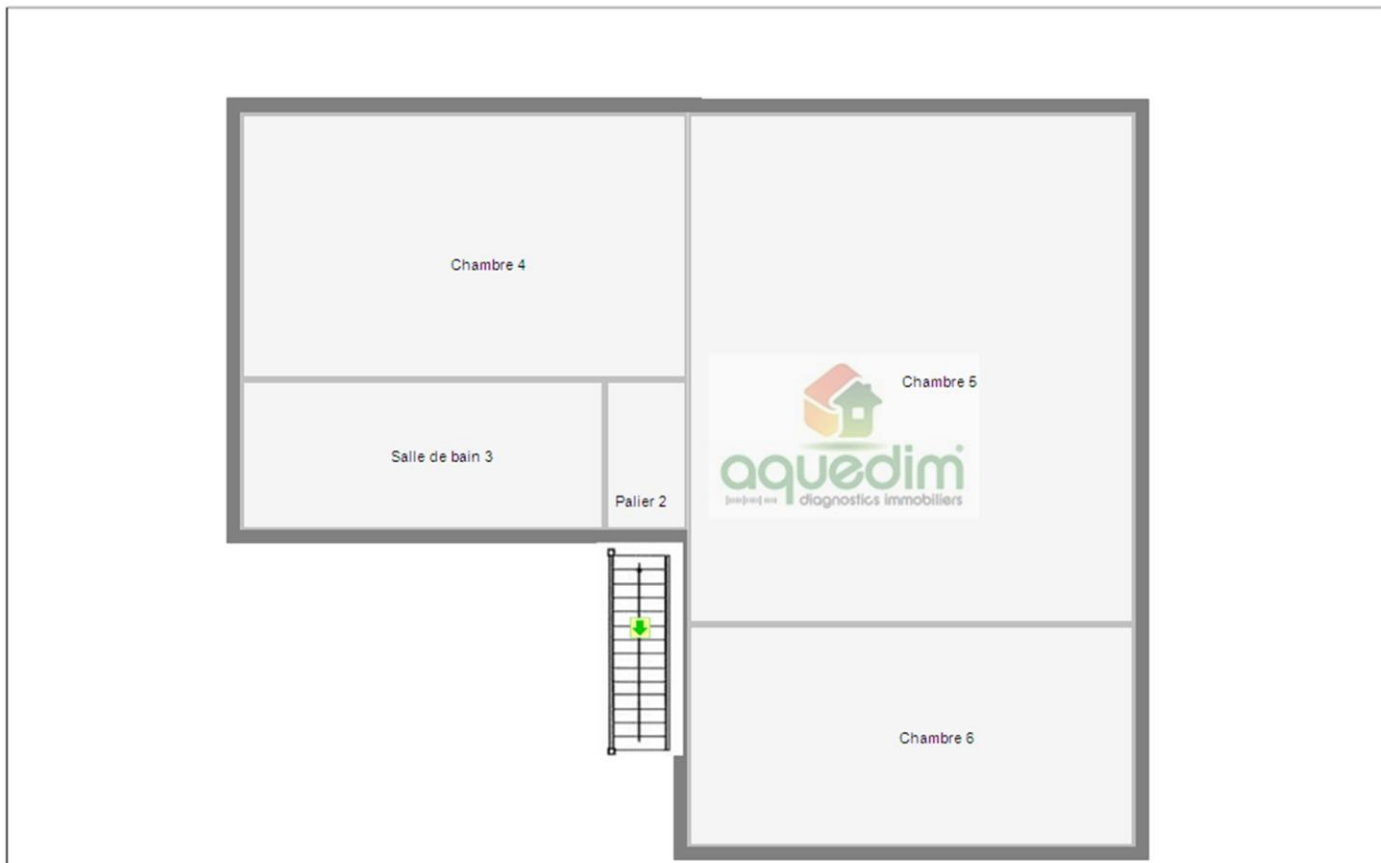 Chambre 4
Chambre 5
Salle de bain 3
aquedim
diagnostics immobiliers
Palier 2
Chambre 6